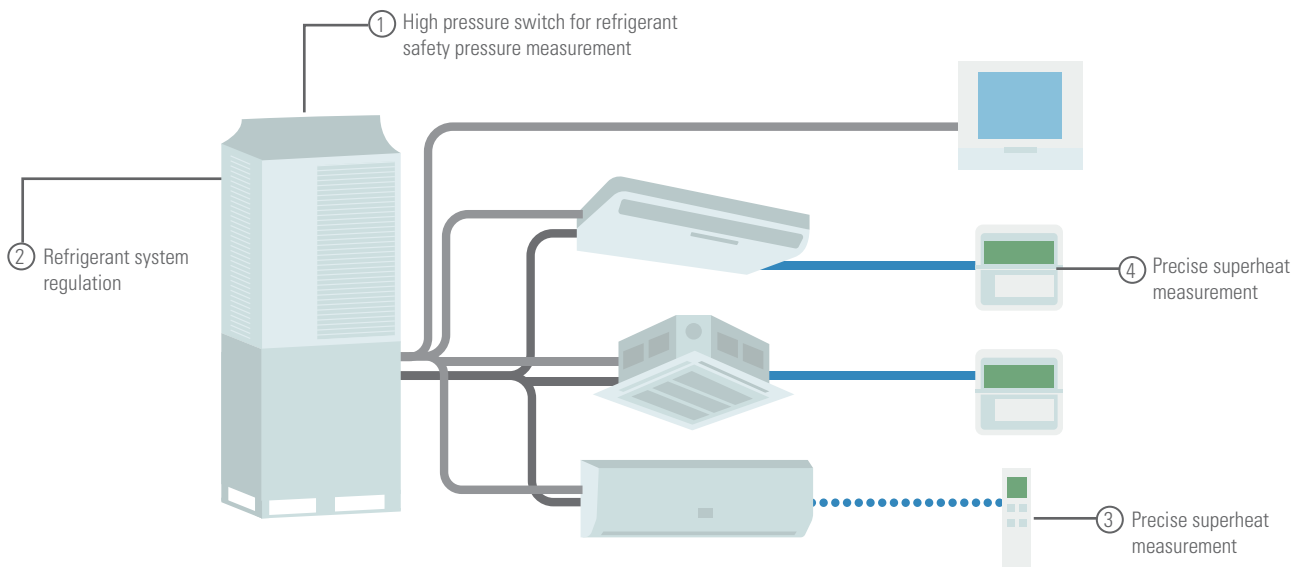 1 High pressure switch for refrigerant
safety pressure measurement
2 Refrigerant system
regulation
4 Precise superheat
measurement
3 Precise superheat
measurement